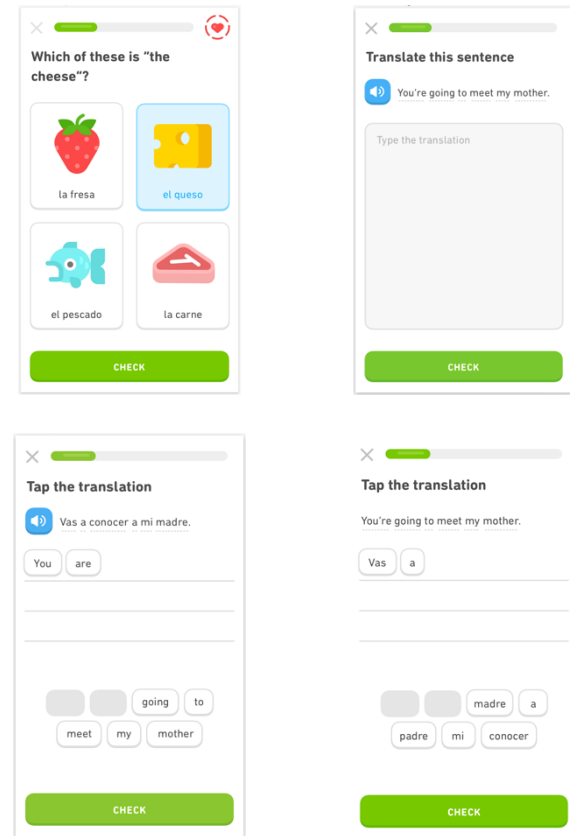 Which of these is “the
cheese”?
la fresa
el queso
el pescado
la carne
CHECK
Translate this sentence
You're going to meet my mother.
Type the translation
CHECK
Tap the translation
Vas a conocer a mi madre.
You are
going to
meet my mother
CHECK
Tap the translation
You're going to meet my mother.
Vas a
madre a
padre mi conocer
CHECK